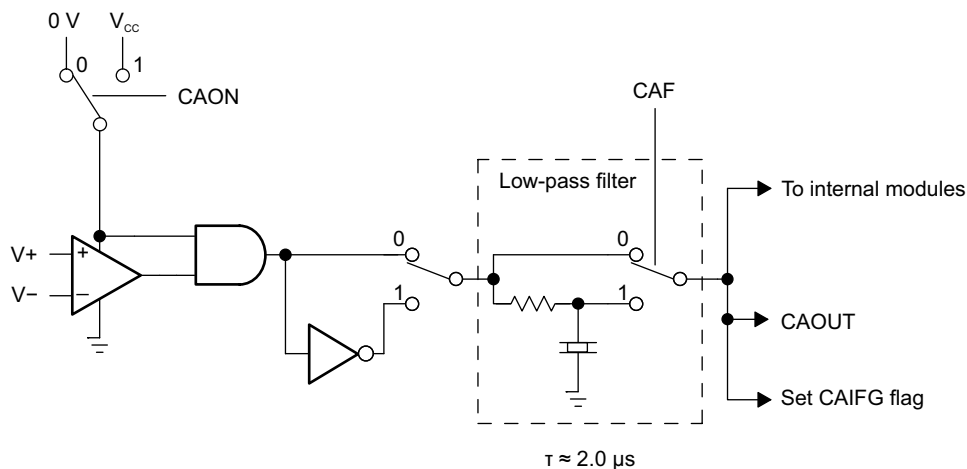 0 V
V_CC
0
1
CAON
CAF
Low-pass filter
To internal modules
V+
+
0
0
V−
−
1
1
CAOUT
Set CAIFG flag
τ ≈ 2.0 µs